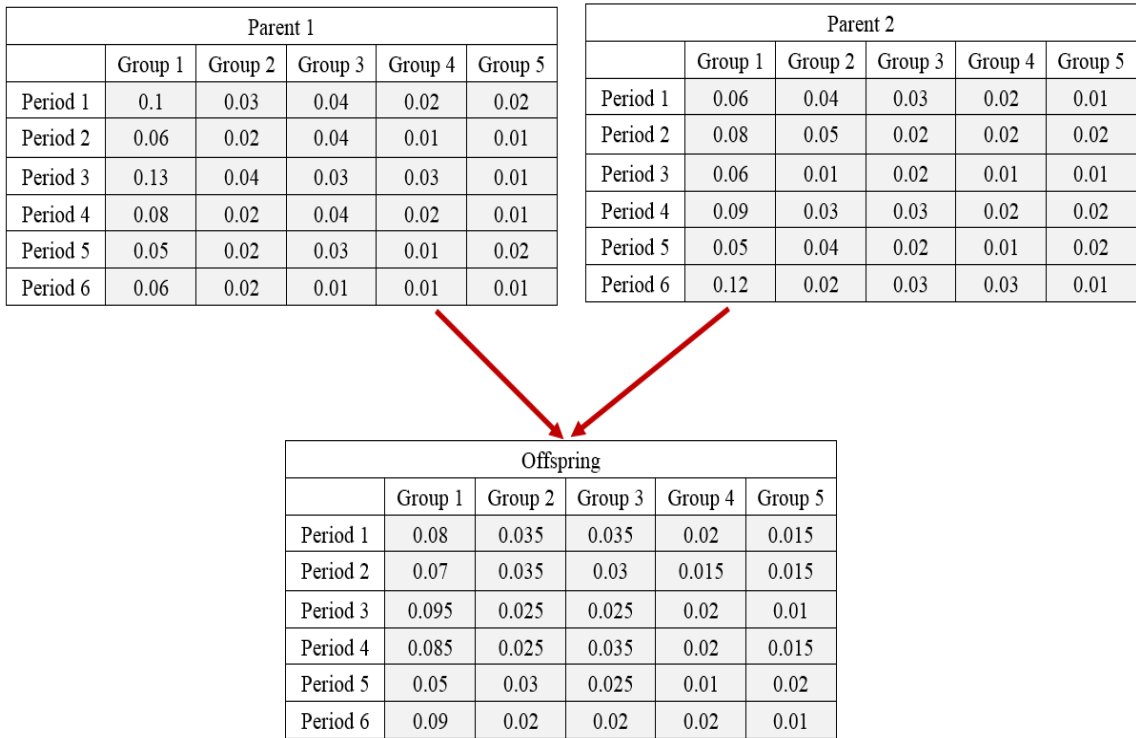 Parent 1
Group 1 Group 2 Group 3 Group 4 Group 5
Period 1 0.1 0.03 0.04 0.02 0.02
Period 2 0.06 0.02 0.04 0.01 0.01
Period 3 0.13 0.04 0.03 0.03 0.01
Period 4 0.08 0.02 0.04 0.02 0.01
Period 5 0.05 0.02 0.03 0.01 0.02
Period 6 0.06 0.02 0.01 0.01 0.01
Parent 2
Group 1 Group 2 Group 3 Group 4 Group 5
Period 1 0.06 0.04 0.03 0.02 0.01
Period 2 0.08 0.05 0.02 0.02 0.02
Period 3 0.06 0.01 0.02 0.01 0.01
Period 4 0.09 0.03 0.03 0.02 0.02
Period 5 0.05 0.04 0.02 0.01 0.02
Period 6 0.12 0.02 0.03 0.03 0.01
Offspring
Group 1 Group 2 Group 3 Group 4 Group 5
Period 1 0.08 0.035 0.035 0.02 0.015
Period 2 0.07 0.035 0.03 0.015 0.015
Period 3 0.095 0.025 0.025 0.02 0.01
Period 4 0.085 0.025 0.035 0.02 0.015
Period 5 0.05 0.03 0.025 0.01 0.02
Period 6 0.09 0.02 0.02 0.02 0.01